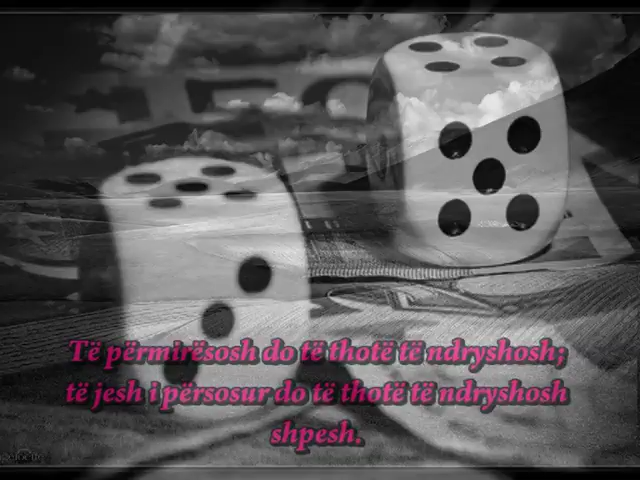 Të përmirësosh do të thotë të ndryshosh;
të jesh i përsosur do të thotë të ndryshosh
shpesh.